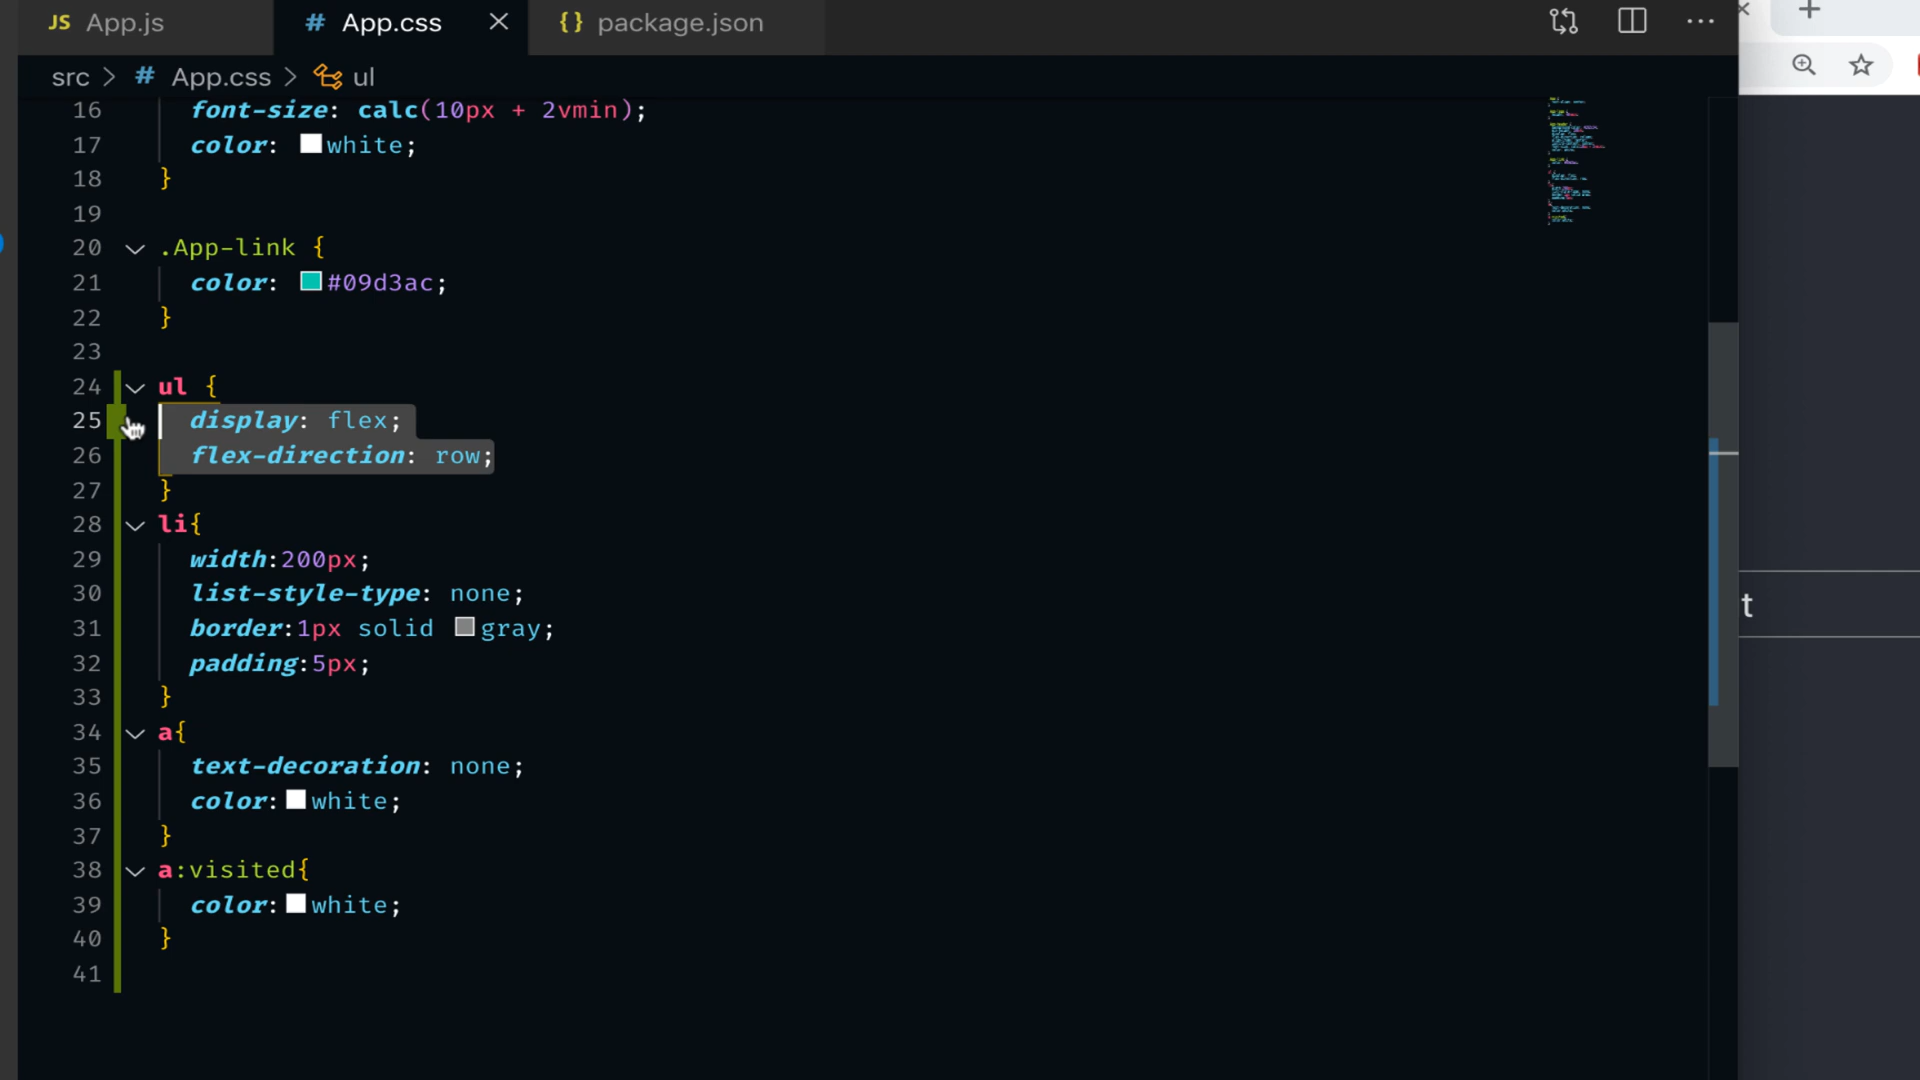 JS App.js # App.css {} package.json
src # App.css ul
16 font-size: calc(10px + 2vmin);
17 color: white;
18 }
19
20 .App-link {
21 color: #09d3ac;
22 }
23
24 ul {
25 display: flex;
26 flex-direction: row;
27 }
28 li{
29 width:200px;
30 list-style-type: none;
31 border:1px solid gray;
32 padding:5px;
33 }
34 a{
35 text-decoration: none;
36 color:white;
37 }
38 a:visited{
39 color:white;
40 }
41
t